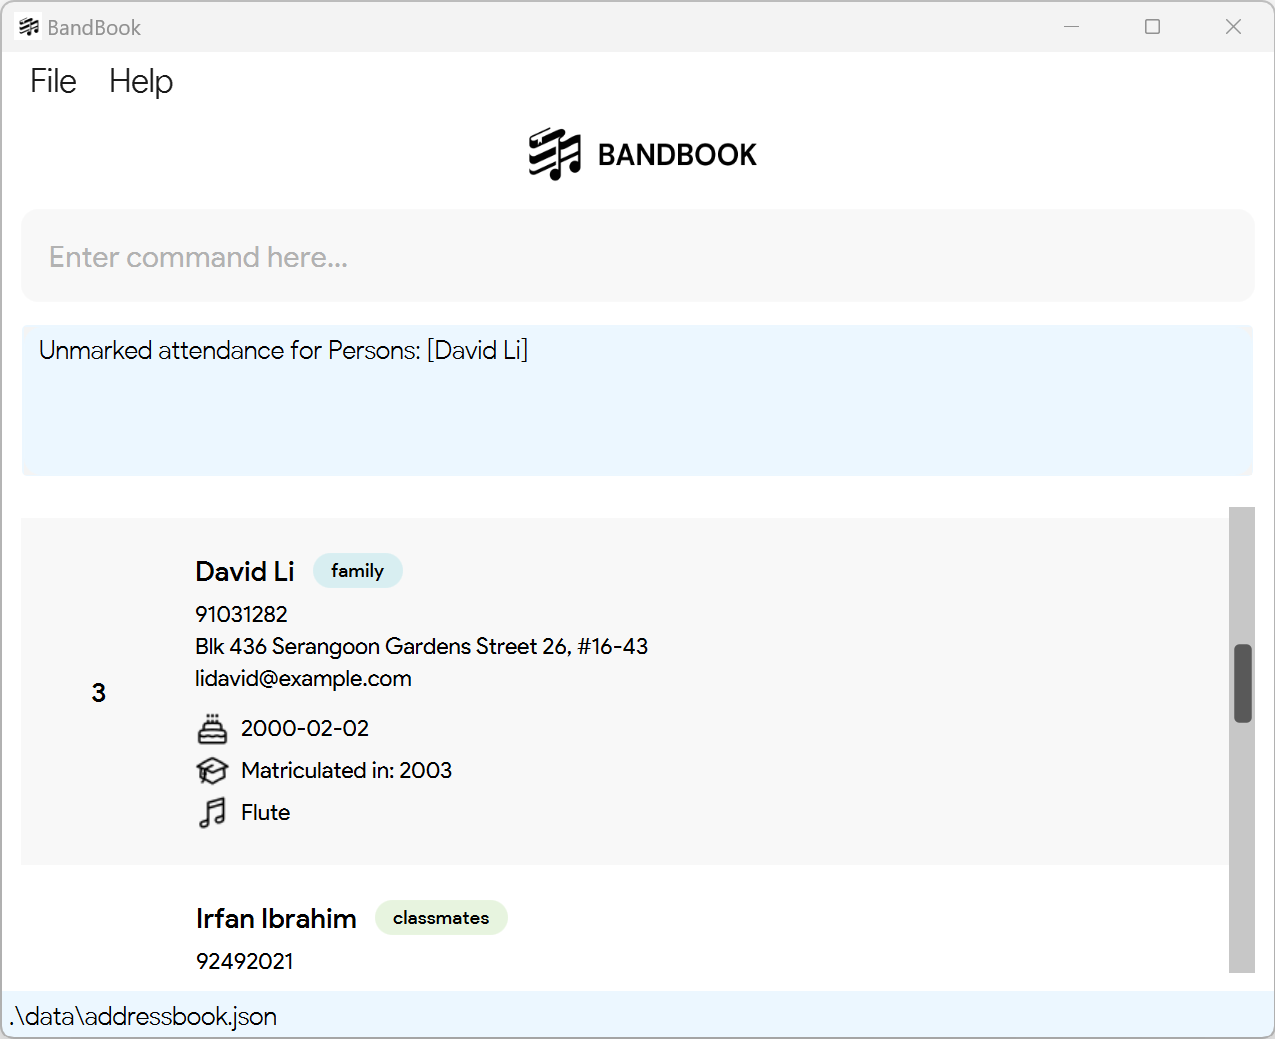 BandBook
File Help
BANDBOOK
Enter command here...
Unmarked attendance for Persons: [David Li]
David Li family
91031282
Blk 436 Serangoon Gardens Street 26, #16-43
lidavid@example.com
3
2000-02-02
Matriculated in: 2003
Flute
Irfan Ibrahim classmates
92492021
.\data\addressbook.json